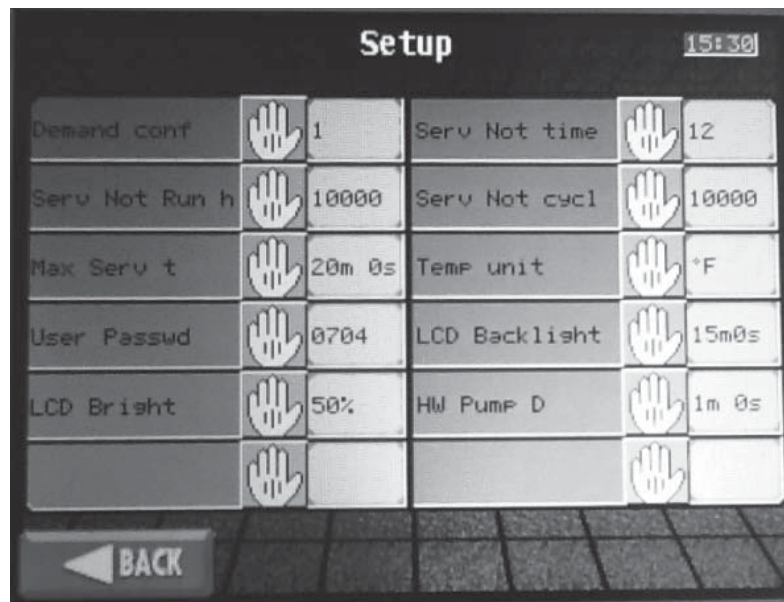 Setup
15:30
Demand conf 1 Serv Not time 12
Serv Not Run h 10000 Serv Not cycl 10000
Max Serv t 20m 0s Temp unit °F
User Passwd 0704 LCD Backlight 15m0s
LCD Bright 50% HW Pump D 1m 0s
BACK